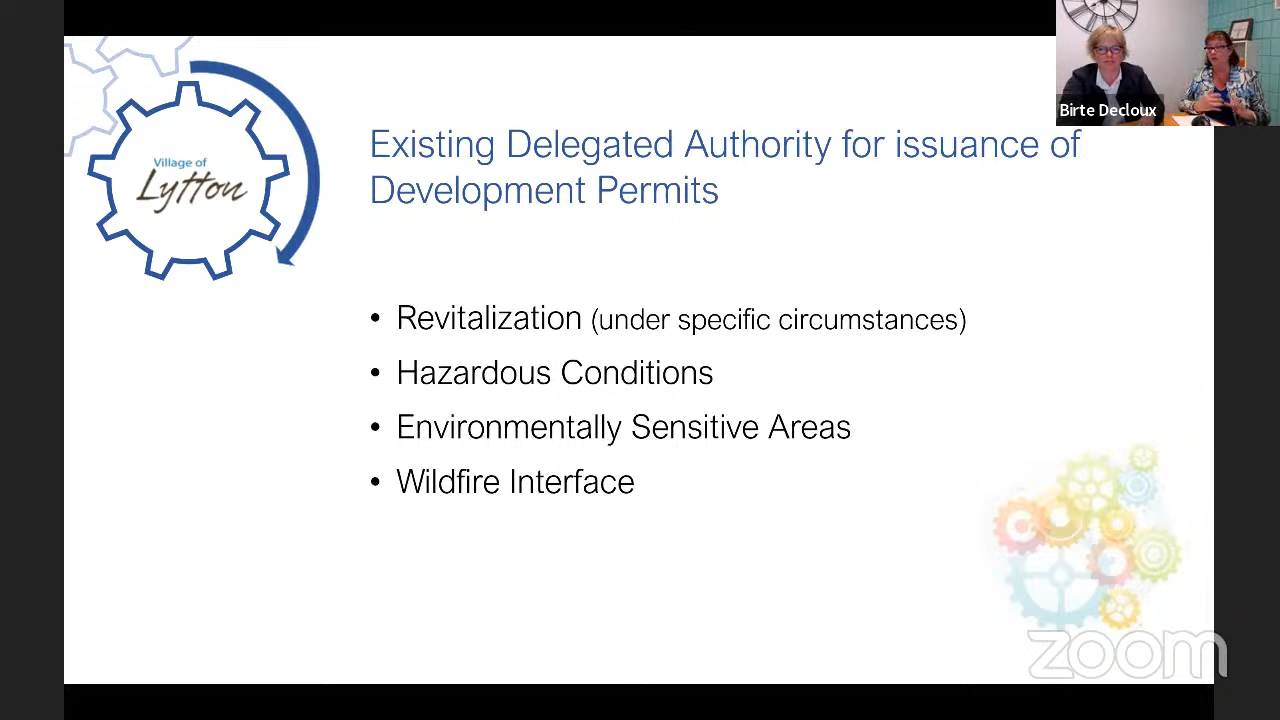 Birte Decloux
Village of
Lytton
Existing Delegated Authority for issuance of
Development Permits
• Revitalization (under specific circumstances)
• Hazardous Conditions
• Environmentally Sensitive Areas
• Wildfire Interface
zoom